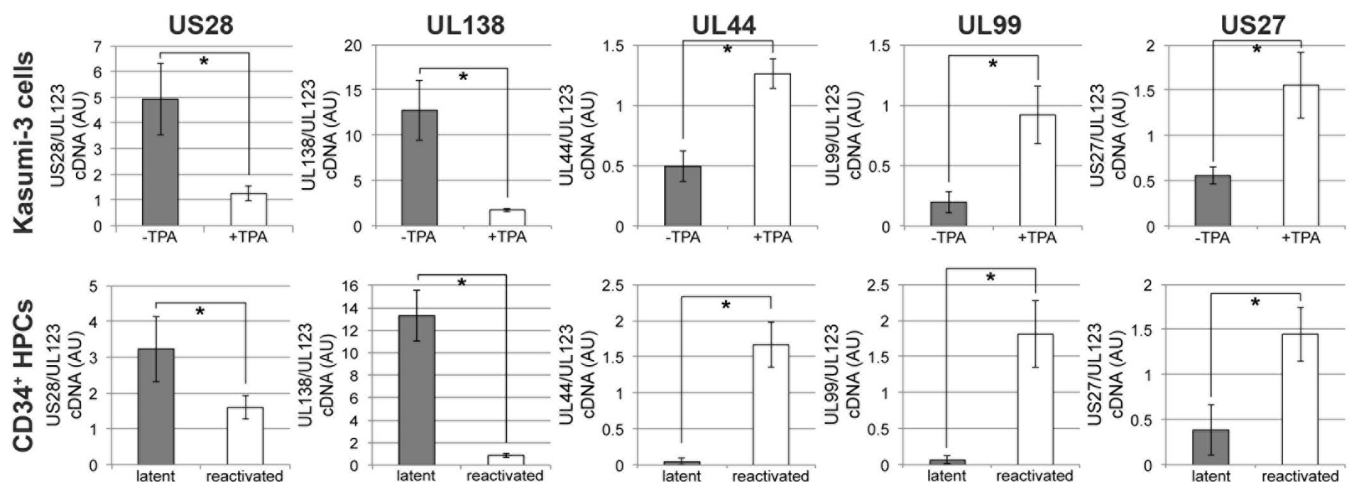 US28 UL138 UL44 UL99 US27
Kasumi-3 cells
US28/UL123
cDNA (AU)
7
6
5
4
3
2
1
0
*
-TPA +TPA
UL138/UL123
cDNA (AU)
20
15
10
5
0
*
-TPA +TPA
UL44/UL123
cDNA (AU)
1.5
1
0.5
0
*
-TPA +TPA
UL99/UL123
cDNA (AU)
1.5
1
0.5
0
*
-TPA +TPA
US27/UL123
cDNA (AU)
2
1.5
1
0.5
0
*
-TPA +TPA
CD34⁺ HPCs
US28/UL123
cDNA (AU)
5
4
3
2
1
0
*
latent reactivated
UL138/UL123
cDNA (AU)
16
14
12
10
8
6
4
2
0
*
latent reactivated
UL44/UL123
cDNA (AU)
2.5
2
1.5
1
0.5
0
*
latent reactivated
UL99/UL123
cDNA (AU)
2.5
2
1.5
1
0.5
0
*
latent reactivated
US27/UL123
cDNA (AU)
2
1.5
1
0.5
0
*
latent reactivated